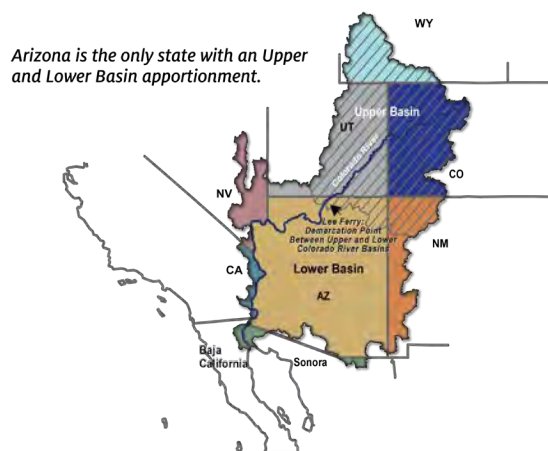 Arizona is the only state with an Upper
and Lower Basin apportionment.
WY
Upper Basin
UT
Colorado River
CO
NV
Lee Ferry:
Demarcation Point
Between Upper and Lower
Colorado River Basins
NM
CA
Lower Basin
AZ
Baja
California
Sonora